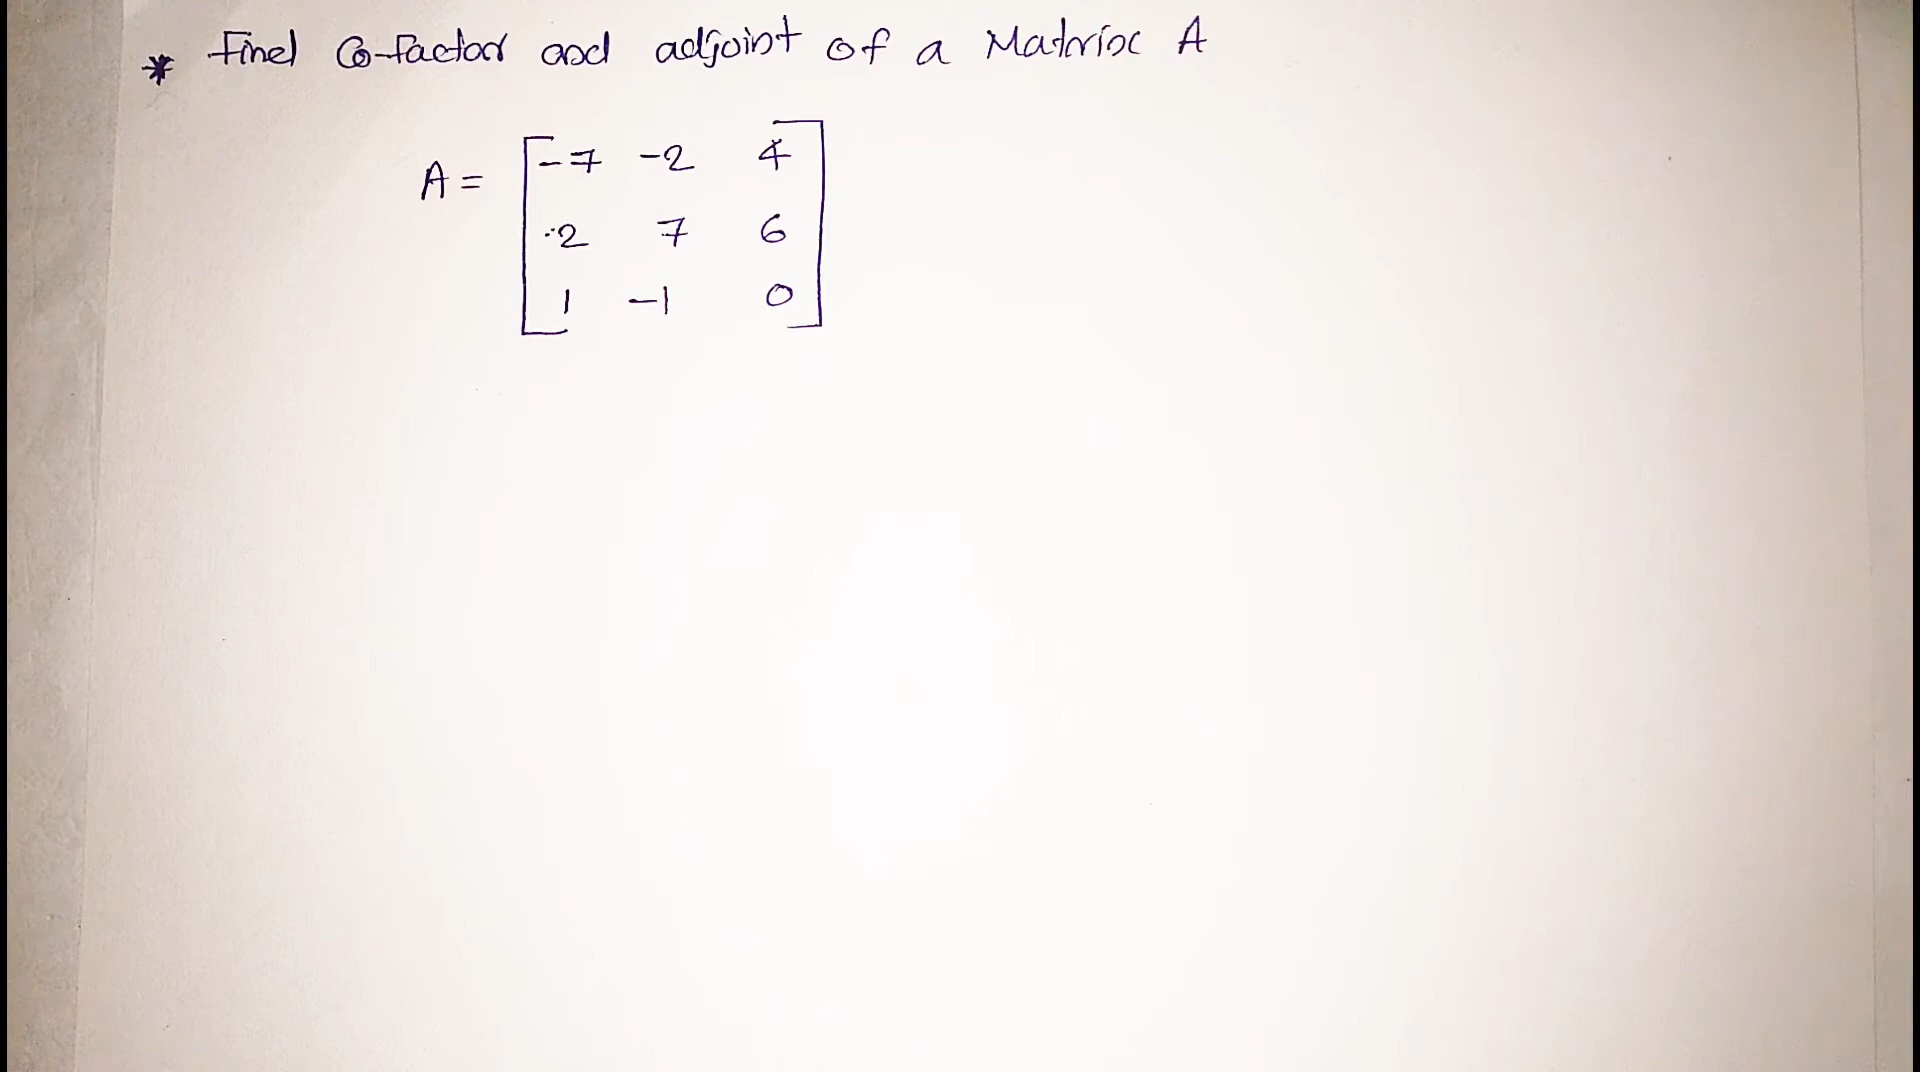 * Find Co-factor and adjoint of a Matrix A
A = [ -7 -2 4
2 7 6
1 -1 0 ]